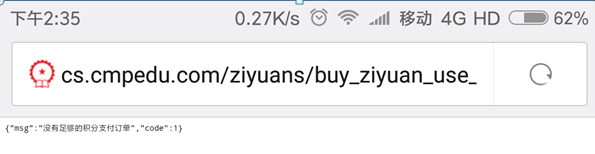 下午2:35 0.27K/s 移动 4G HD 62%
cs.cmpedu.com/ziyuans/buy_ziyuan_use_
{"msg":"没有足够的积分支付订单","code":1}